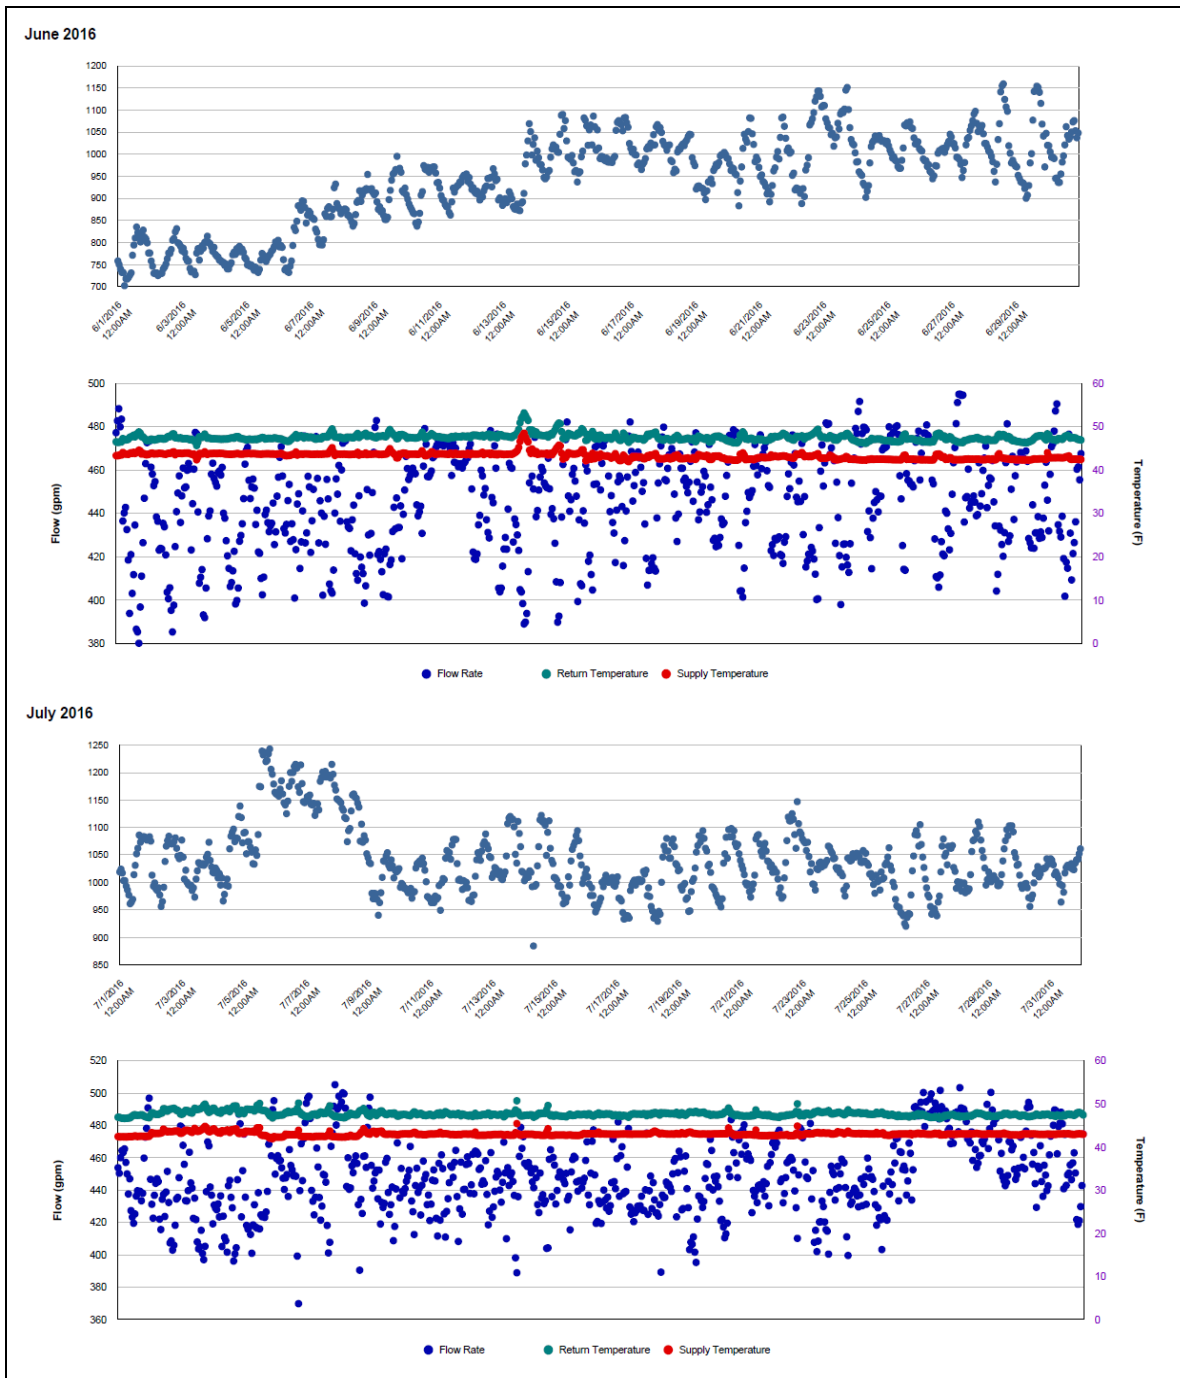 June 2016
1200
1150
1100
1050
1000
950
900
850
800
750
700
6/1/2016 12:00AM
6/3/2016 12:00AM
6/5/2016 12:00AM
6/7/2016 12:00AM
6/9/2016 12:00AM
6/11/2016 12:00AM
6/13/2016 12:00AM
6/15/2016 12:00AM
6/17/2016 12:00AM
6/19/2016 12:00AM
6/21/2016 12:00AM
6/23/2016 12:00AM
6/25/2016 12:00AM
6/27/2016 12:00AM
6/29/2016 12:00AM
500
480
460
440
420
400
380
Flow (gpm)
60
50
40
30
20
10
0
Temperature (F)
Flow Rate Return Temperature Supply Temperature
July 2016
1250
1200
1150
1100
1050
1000
950
900
850
7/1/2016 12:00AM
7/3/2016 12:00AM
7/5/2016 12:00AM
7/7/2016 12:00AM
7/9/2016 12:00AM
7/11/2016 12:00AM
7/13/2016 12:00AM
7/15/2016 12:00AM
7/17/2016 12:00AM
7/19/2016 12:00AM
7/21/2016 12:00AM
7/23/2016 12:00AM
7/25/2016 12:00AM
7/27/2016 12:00AM
7/29/2016 12:00AM
7/31/2016 12:00AM
520
500
480
460
440
420
400
380
360
Flow (gpm)
60
50
40
30
20
10
0
Temperature (F)
Flow Rate Return Temperature Supply Temperature